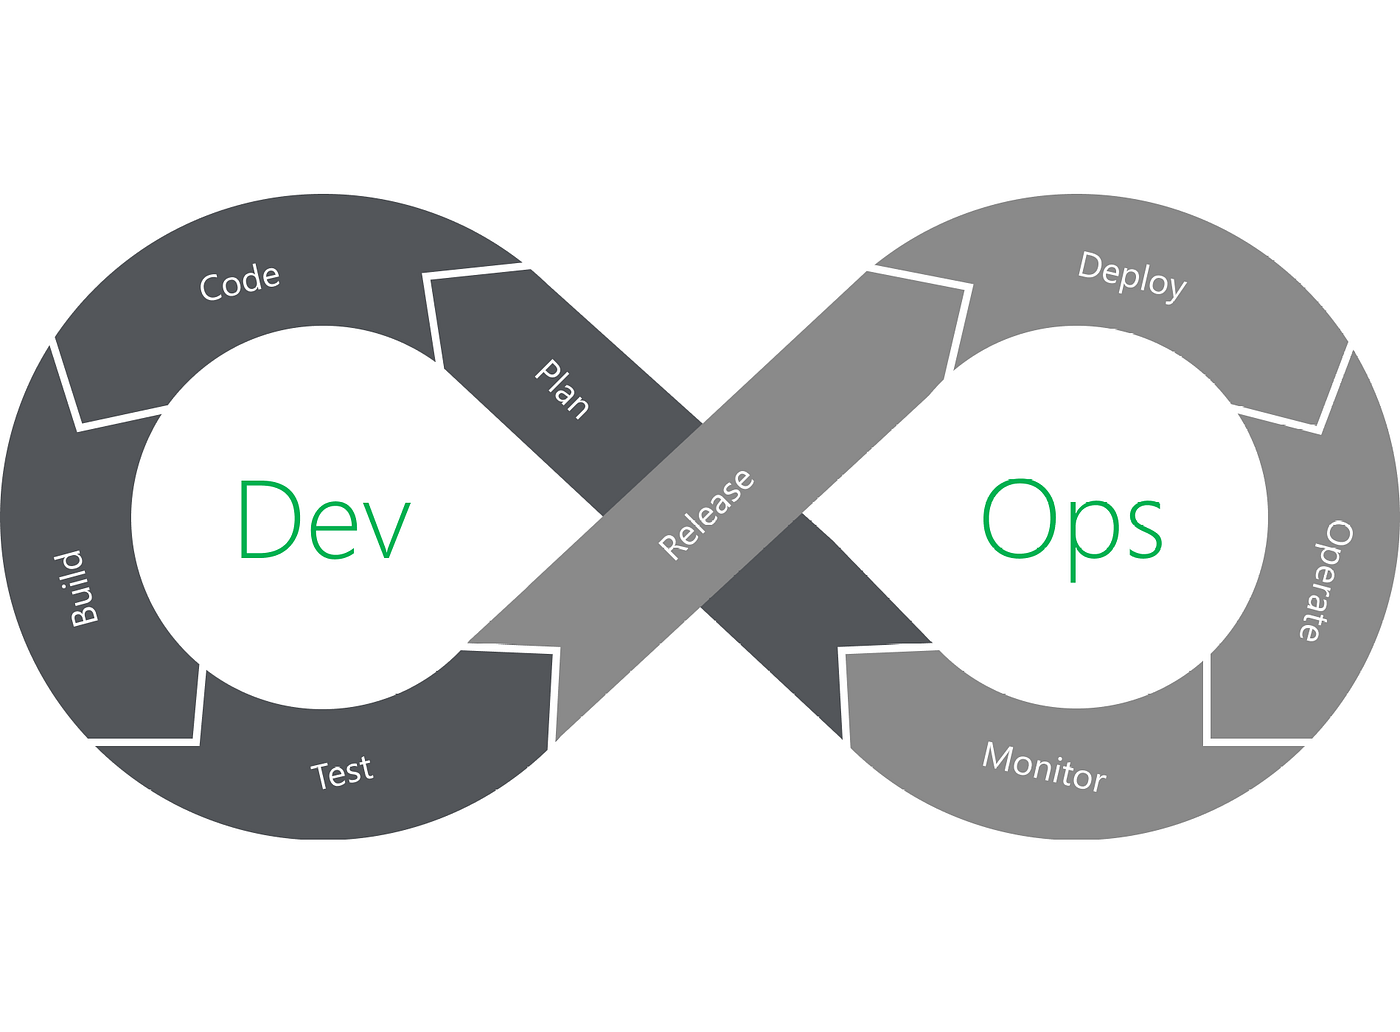 Dev
Ops
Plan
Code
Build
Test
Release
Deploy
Operate
Monitor